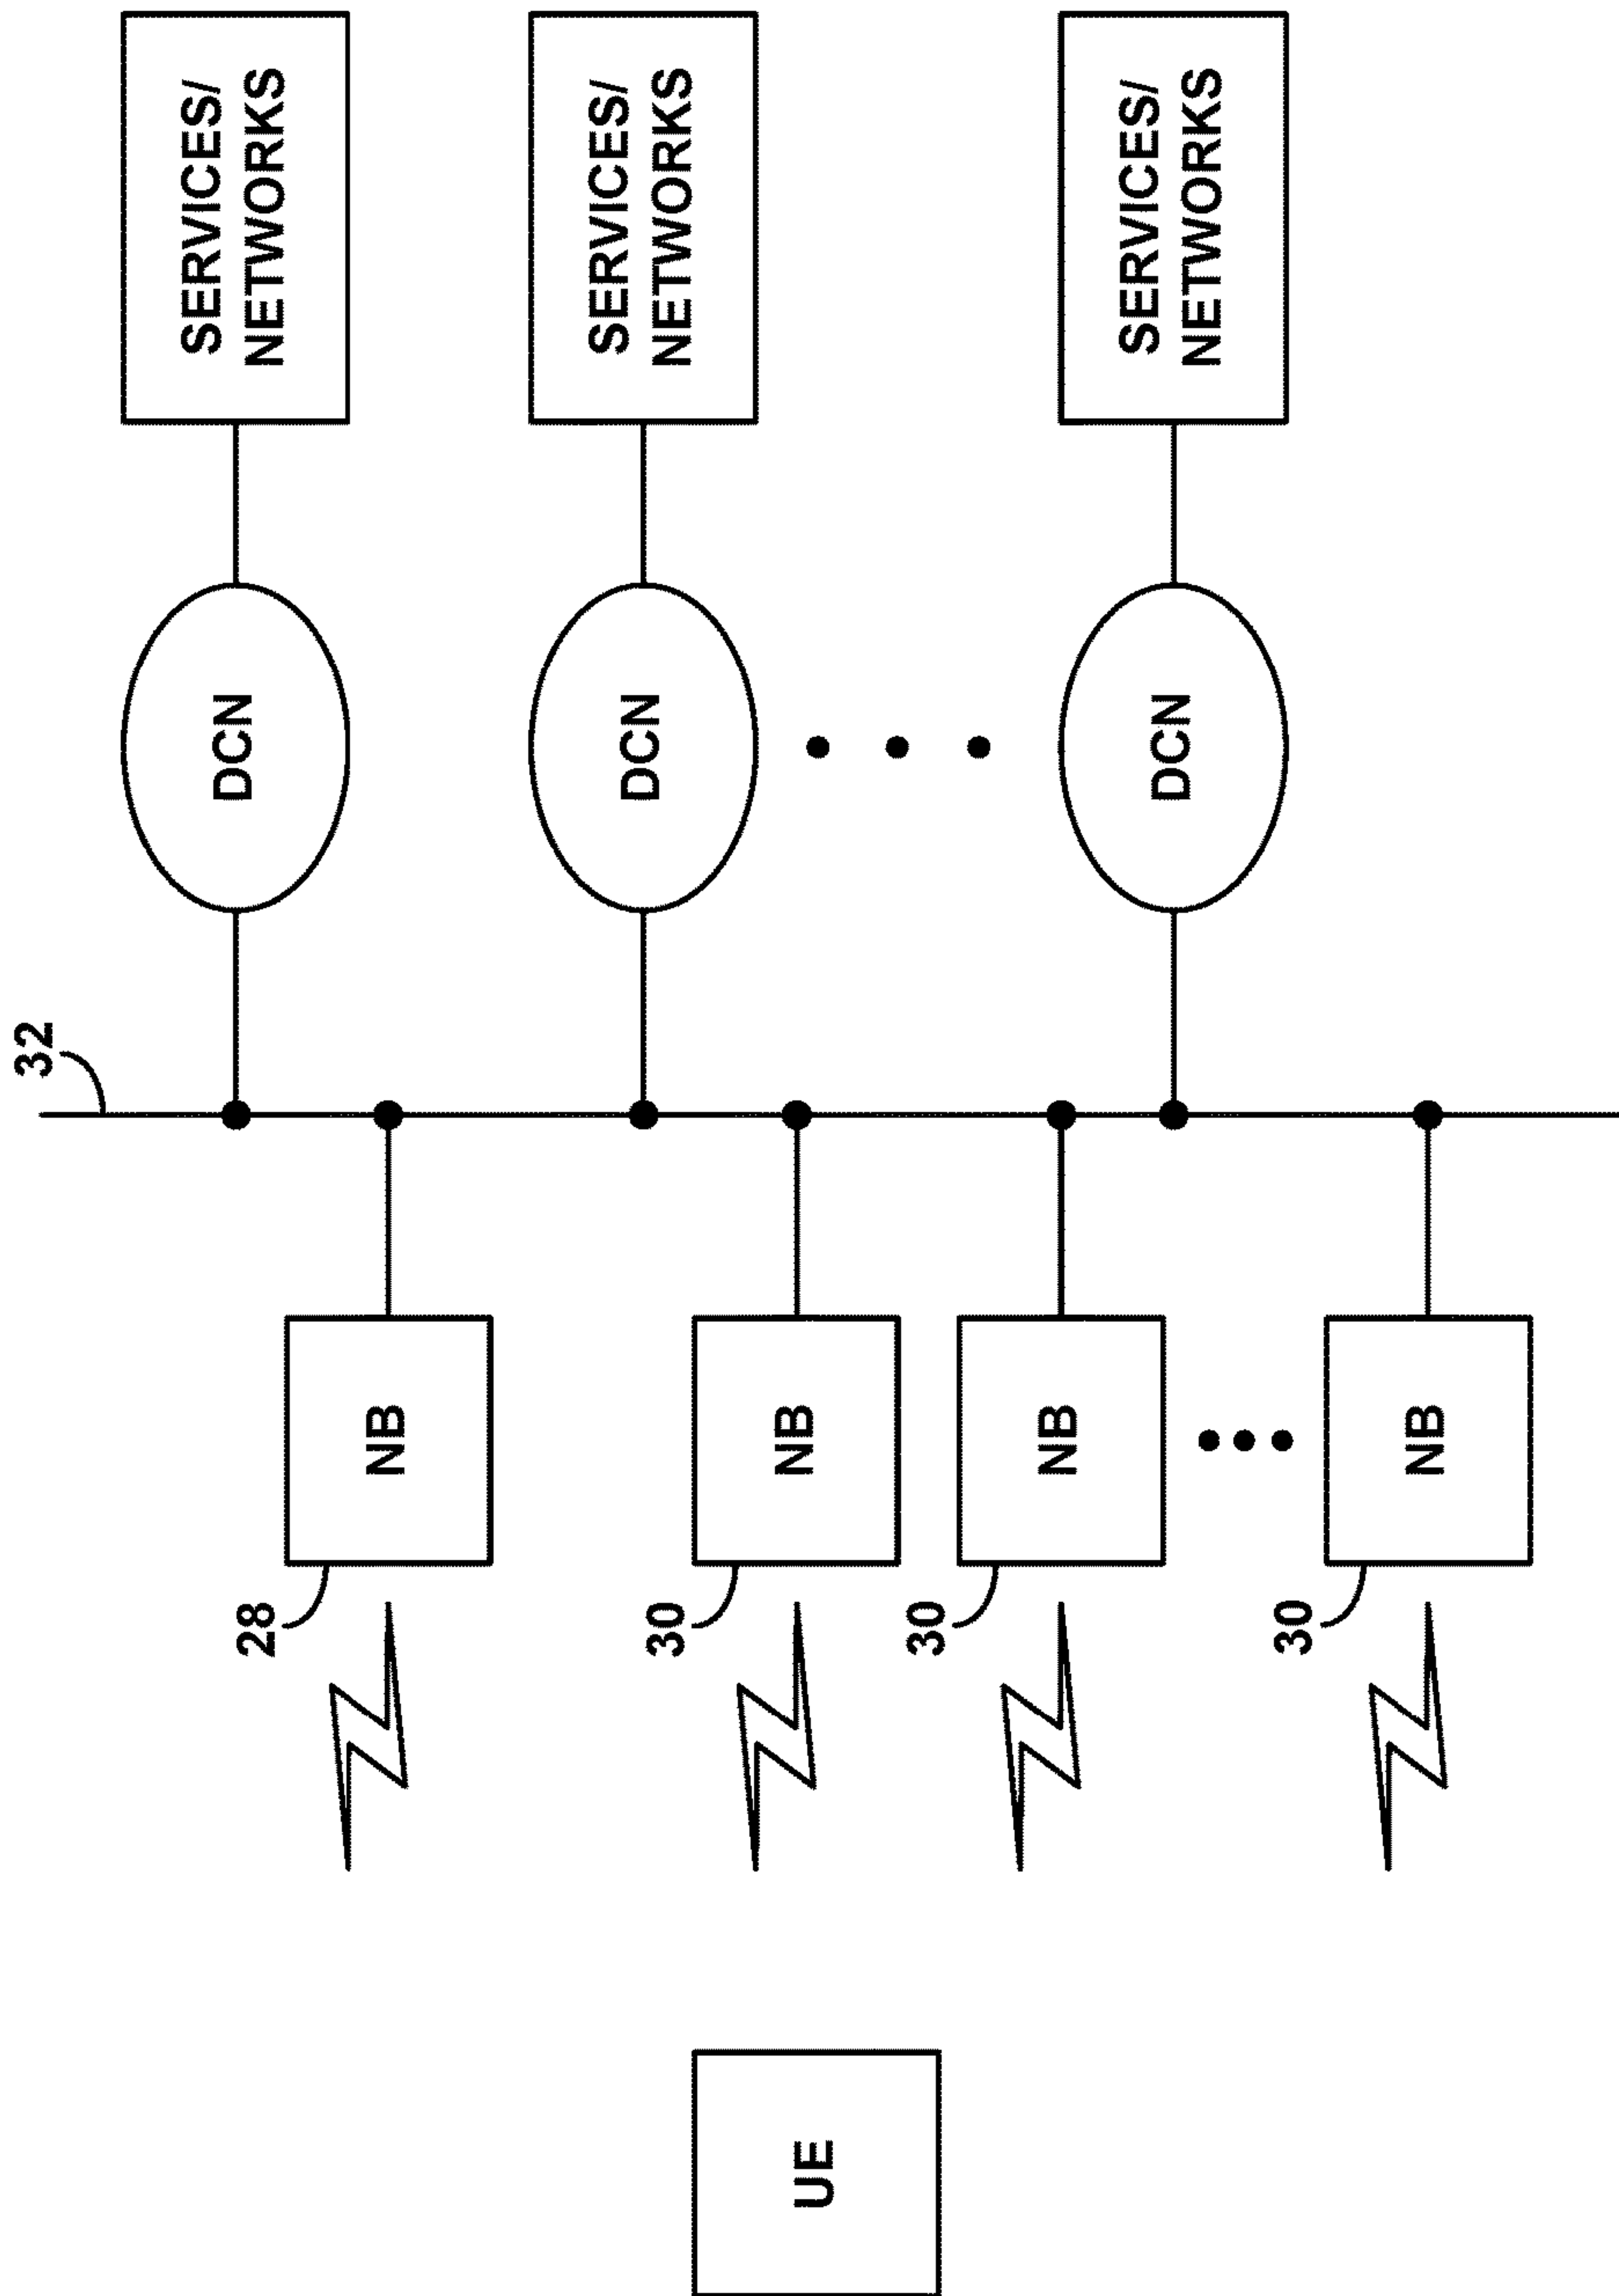 32
SERVICES/
NETWORKS
DCN
28
NB
SERVICES/
NETWORKS
DCN
30
NB
UE
30
NB
SERVICES/
NETWORKS
DCN
30
NB